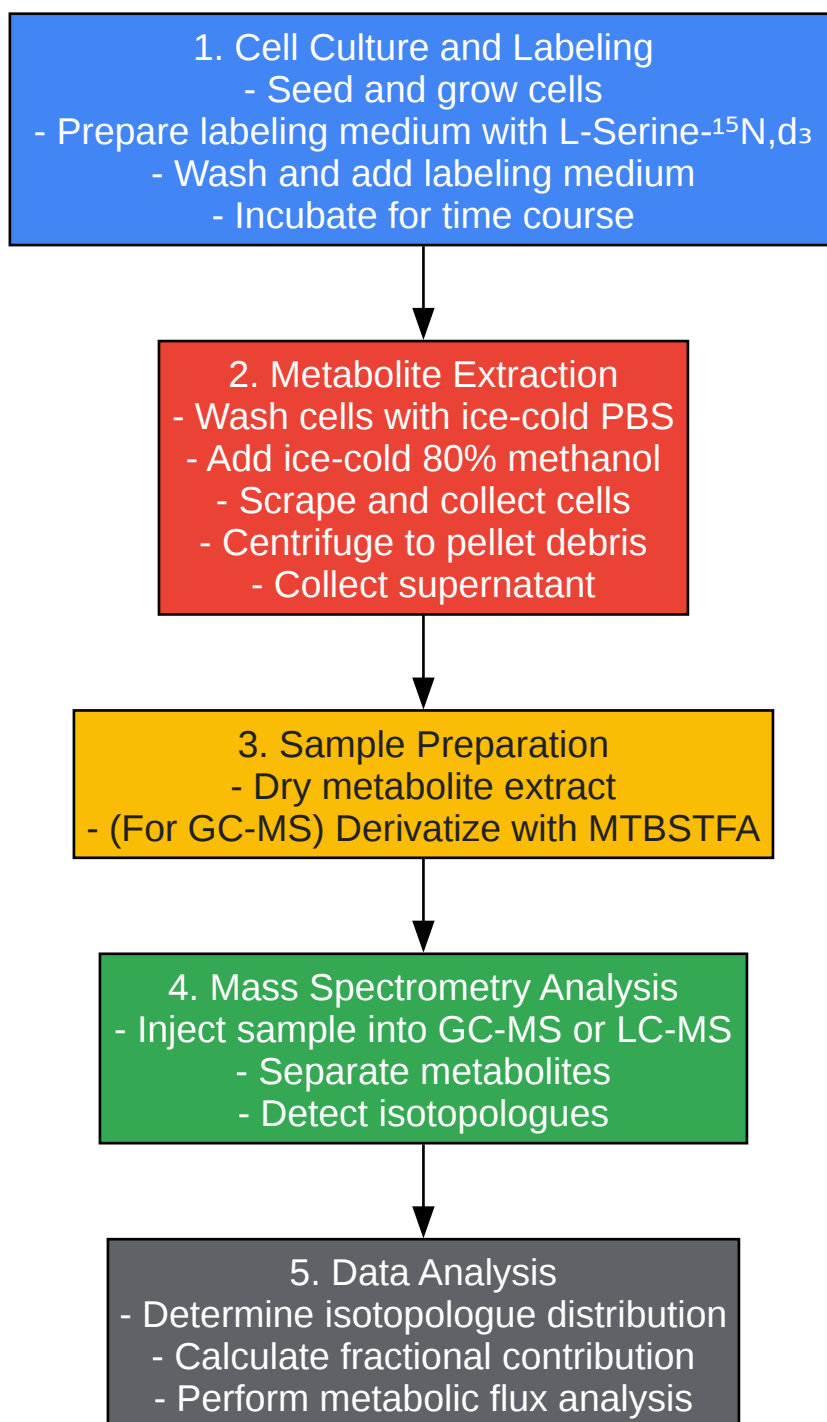 1. Cell Culture and Labeling
- Seed and grow cells
- Prepare labeling medium with L-Serine-¹⁵N,d₃
- Wash and add labeling medium
- Incubate for time course
2. Metabolite Extraction
- Wash cells with ice-cold PBS
- Add ice-cold 80% methanol
- Scrape and collect cells
- Centrifuge to pellet debris
- Collect supernatant
3. Sample Preparation
- Dry metabolite extract
- (For GC-MS) Derivatize with MTBSTFA
4. Mass Spectrometry Analysis
- Inject sample into GC-MS or LC-MS
- Separate metabolites
- Detect isotopologues
5. Data Analysis
- Determine isotopologue distribution
- Calculate fractional contribution
- Perform metabolic flux analysis